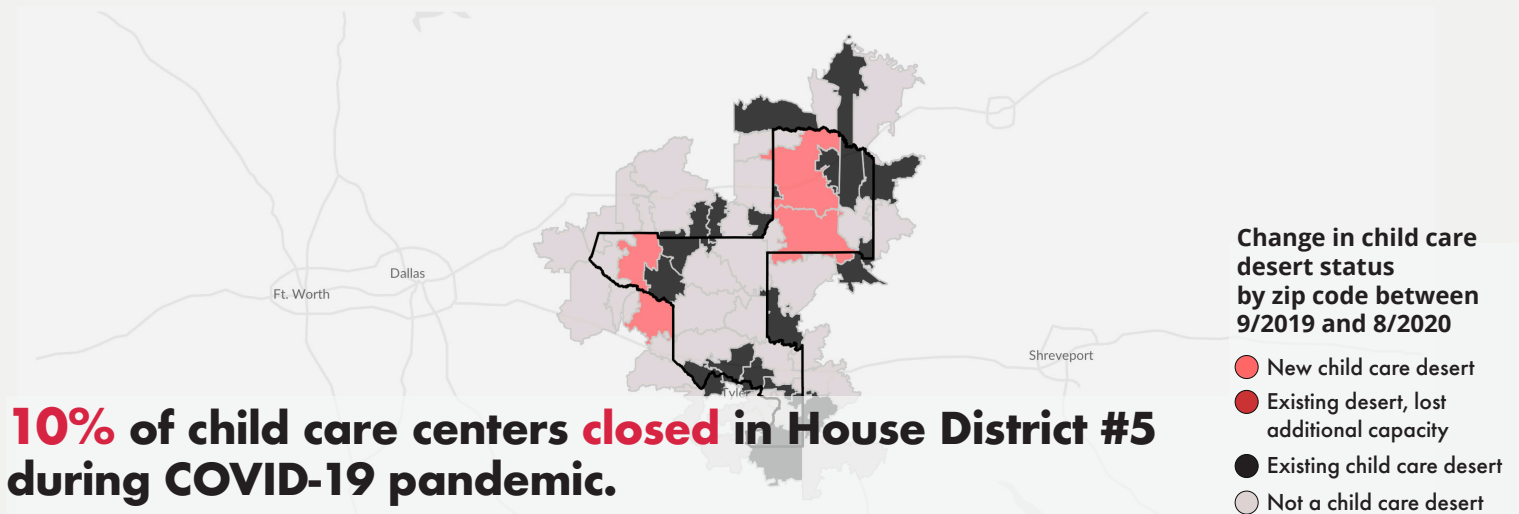 Dallas
Ft. Worth
Shreveport
Tyler
Change in child care
desert status
by zip code between
9/2019 and 8/2020
New child care desert
Existing desert, lost
additional capacity
Existing child care desert
Not a child care desert
10% of child care centers closed in House District #5
during COVID-19 pandemic.